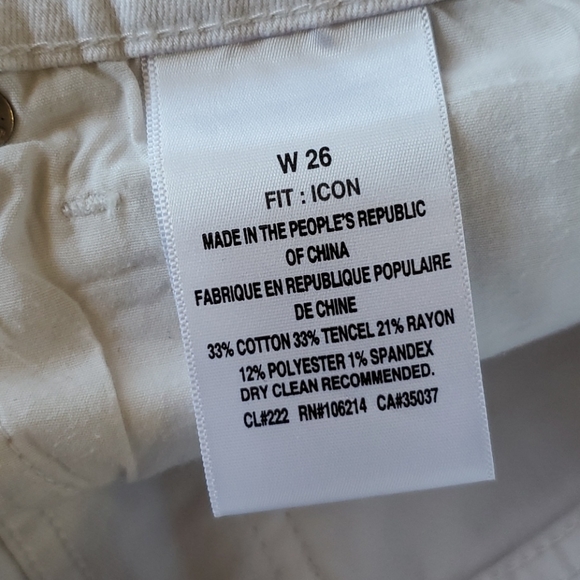 W 26
FIT : ICON
MADE IN THE PEOPLE'S REPUBLIC
OF CHINA
FABRIQUE EN REPUBLIQUE POPULAIRE
DE CHINE
33% COTTON 33% TENCEL 21% RAYON
12% POLYESTER 1% SPANDEX
DRY CLEAN RECOMMENDED.
CL#222 RN#106214 CA#35037